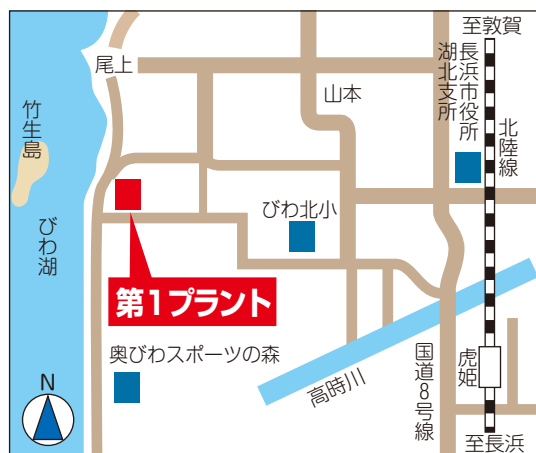 至敦賀
尾上
長浜市役所
湖北支所
山本
竹生島
北陸線
びわ北小
びわ湖
第1プラント
奥びわスポーツの森
高時川
国道8号線
虎姫
N
至長浜